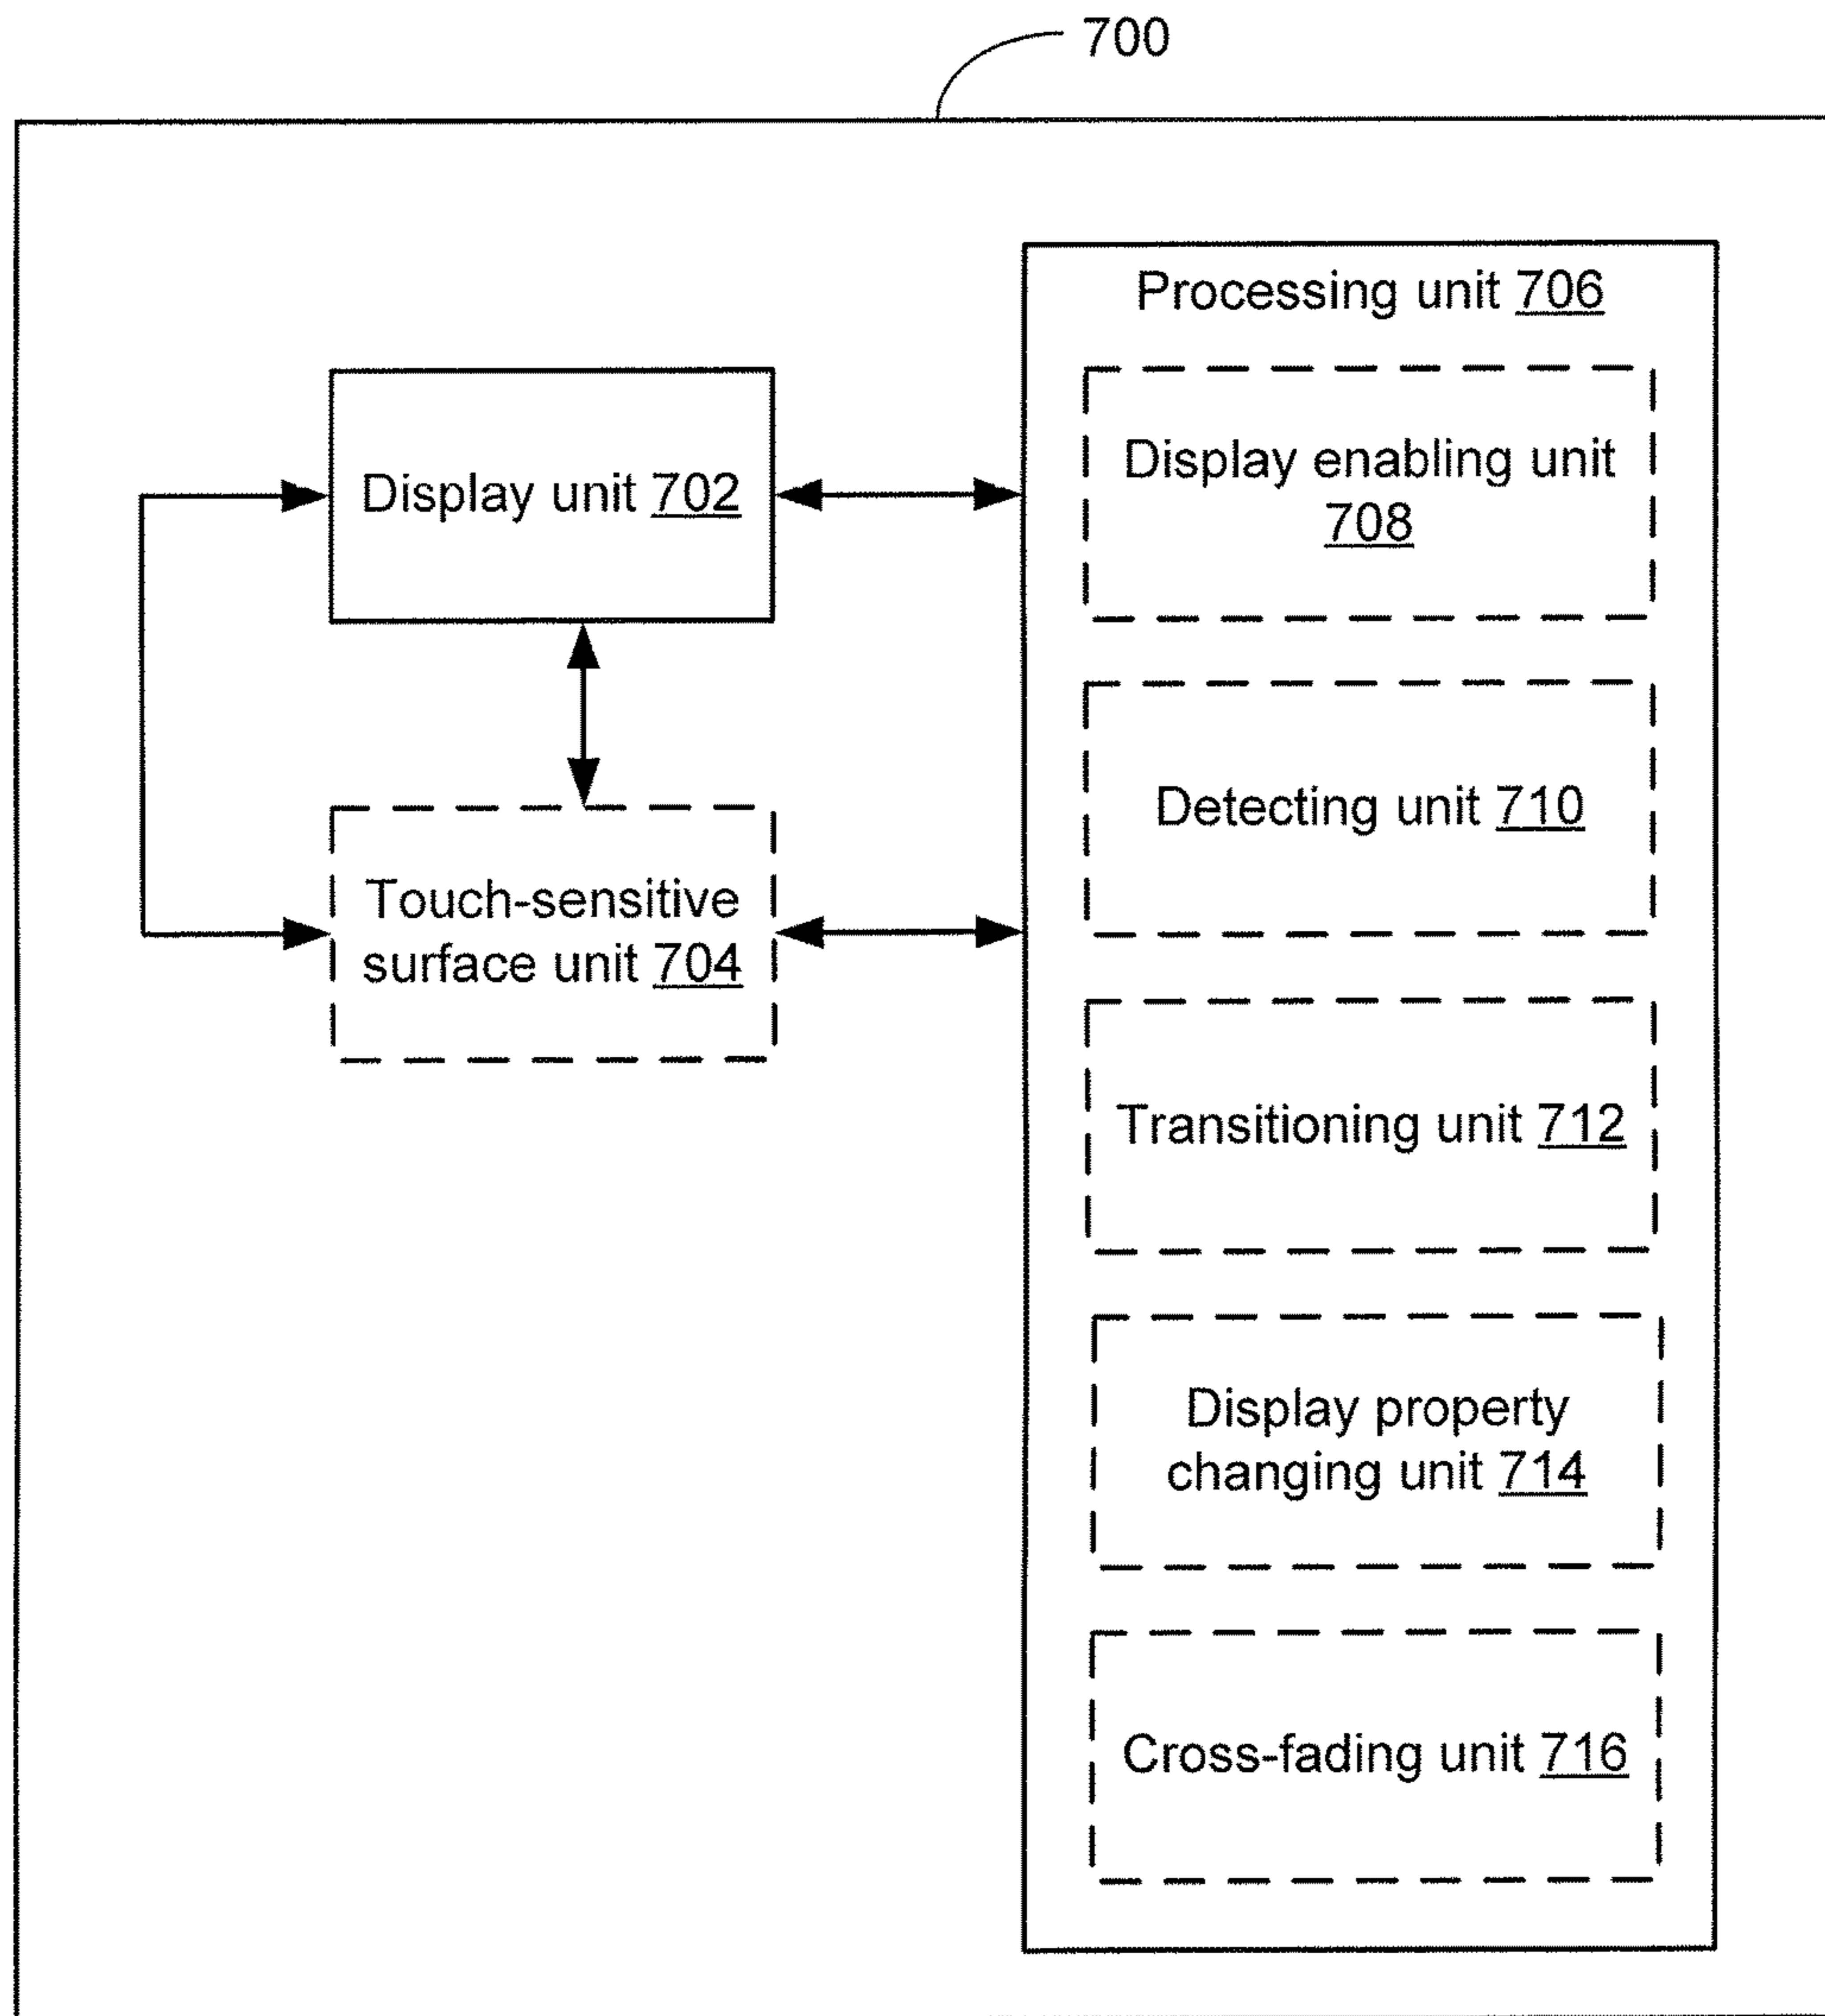 700
Processing unit 706
Display enabling unit
708
Display unit 702
Detecting unit 710
Touch-sensitive
surface unit 704
Transitioning unit 712
Display property
changing unit 714
Cross-fading unit 716